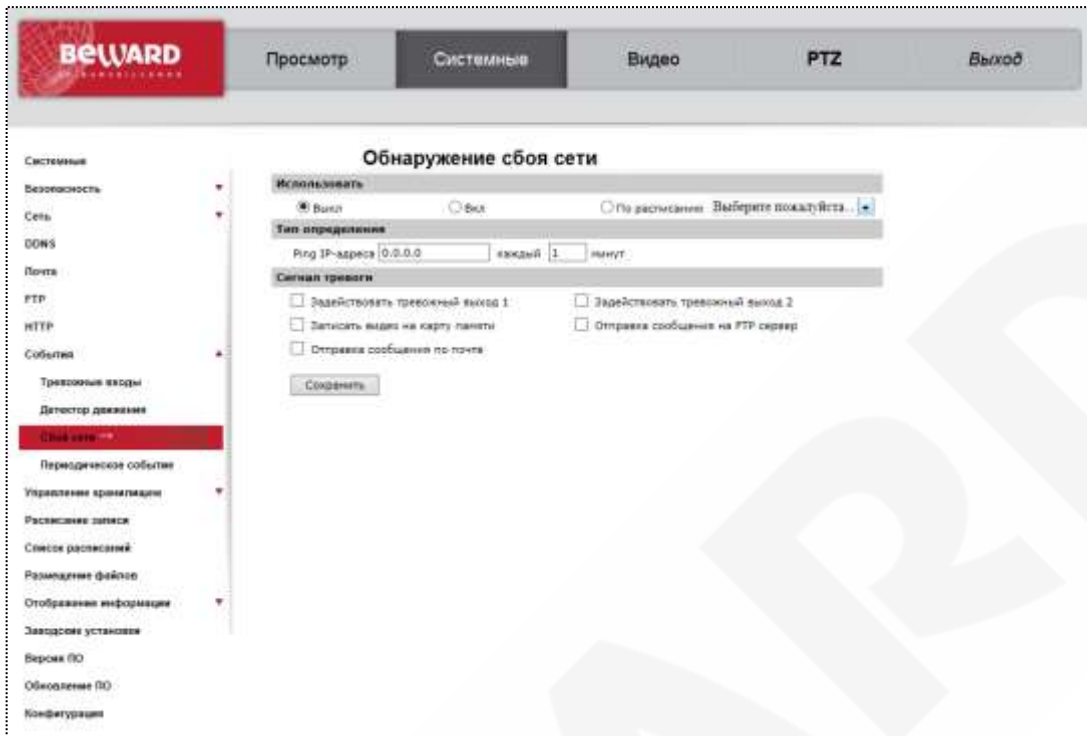 BEWARD
Просмотр Системные Видео PTZ Выход
Системные
Безопасность
Сеть
DDNS
Почта
FTP
HTTP
События
Тревожные входы
Детектор движения
Сбой сети
Периодическое событие
Управление хранилищем
Расписание записи
Список расписаний
Размещение файлов
Отображение информации
Заводские установки
Версия ПО
Обновление ПО
Конфигурация
Обнаружение сбоя сети
Использовать
Выкл Вкл По расписанию Выберите пожалуйста...
Тип определения
Ping IP-адреса 0.0.0.0 каждый 1 минут
Сигнал тревоги
Задействовать тревожный выход 1 Задействовать тревожный выход 2
Записать видео на карту памяти Отправка сообщения на FTP сервер
Отправка сообщения по почте
Сохранить